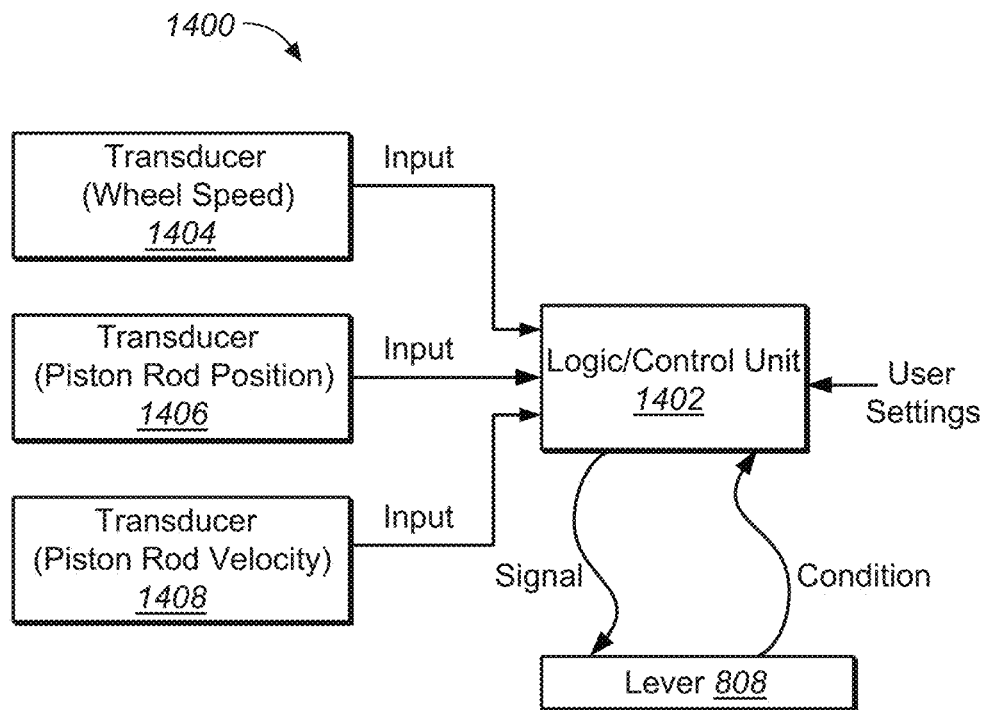 1400
Transducer
(Wheel Speed)
1404
Input
Transducer
(Piston Rod Position)
1406
Input
Transducer
(Piston Rod Velocity)
1408
Input
Logic/Control Unit
1402
User
Settings
Signal
Condition
Lever 808